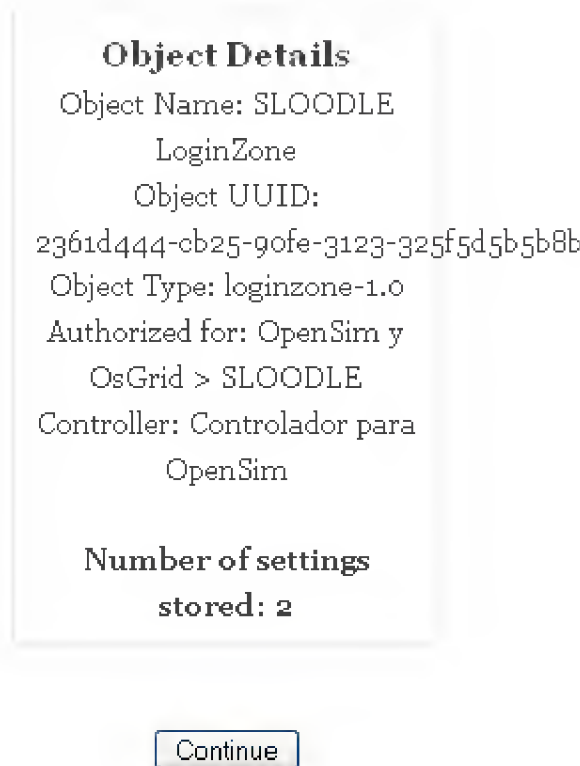 Object Details
Object Name: SLOODLE
LoginZone
Object UUID:
2361d444-cb25-90fe-3123-325f5d5b5b8b
Object Type: loginzone-1.0
Authorized for: OpenSim y
OsGrid > SLOODLE
Controller: Controlador para
OpenSim
Number of settings
stored: 2
Continue